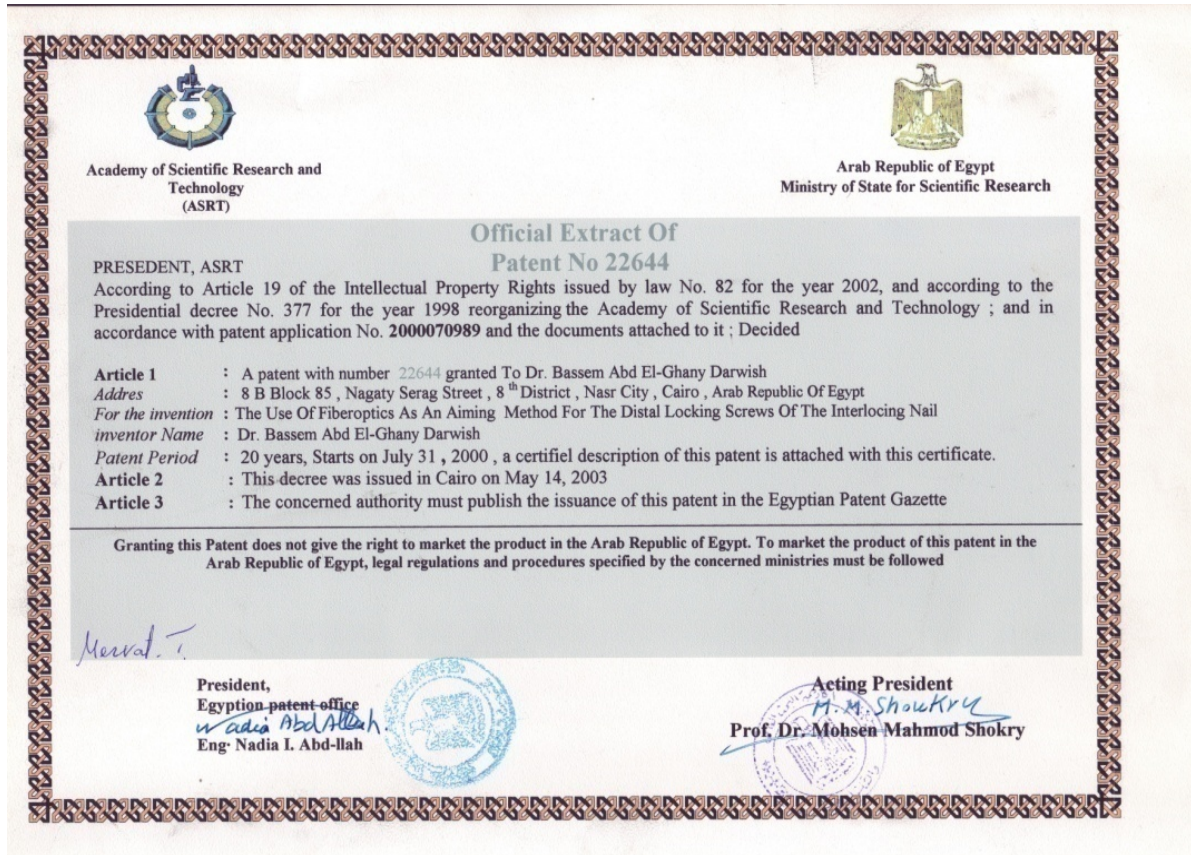 Academy of Scientific Research and
Technology
(ASRT)
Arab Republic of Egypt
Ministry of State for Scientific Research
Official Extract Of
Patent No 22644
PRESEDENT, ASRT
According to Article 19 of the Intellectual Property Rights issued by law No. 82 for the year 2002, and according to the
Presidential decree No. 377 for the year 1998 reorganizing the Academy of Scientific Research and Technology ; and in
accordance with patent application No. 2000070989 and the documents attached to it ; Decided
Article 1 : A patent with number 22644 granted To Dr. Bassem Abd El-Ghany Darwish
Addres : 8 B Block 85 , Nagaty Serag Street , 8 th District , Nasr City , Cairo , Arab Republic Of Egypt
For the invention : The Use Of Fiberoptics As An Aiming Method For The Distal Locking Screws Of The Interlocing Nail
inventor Name : Dr. Bassem Abd El-Ghany Darwish
Patent Period : 20 years, Starts on July 31 , 2000 , a certifiel description of this patent is attached with this certificate.
Article 2 : This decree was issued in Cairo on May 14, 2003
Article 3 : The concerned authority must publish the issuance of this patent in the Egyptian Patent Gazette
Granting this Patent does not give the right to market the product in the Arab Republic of Egypt. To market the product of this patent in the
Arab Republic of Egypt, legal regulations and procedures specified by the concerned ministries must be followed
Mervat. T.
President,
Egyption patent office
Nadia AbdAllah.
Eng. Nadia I. Abd-llah
Acting President
M. M. Shoukry
Prof. Dr. Mohsen Mahmod Shokry